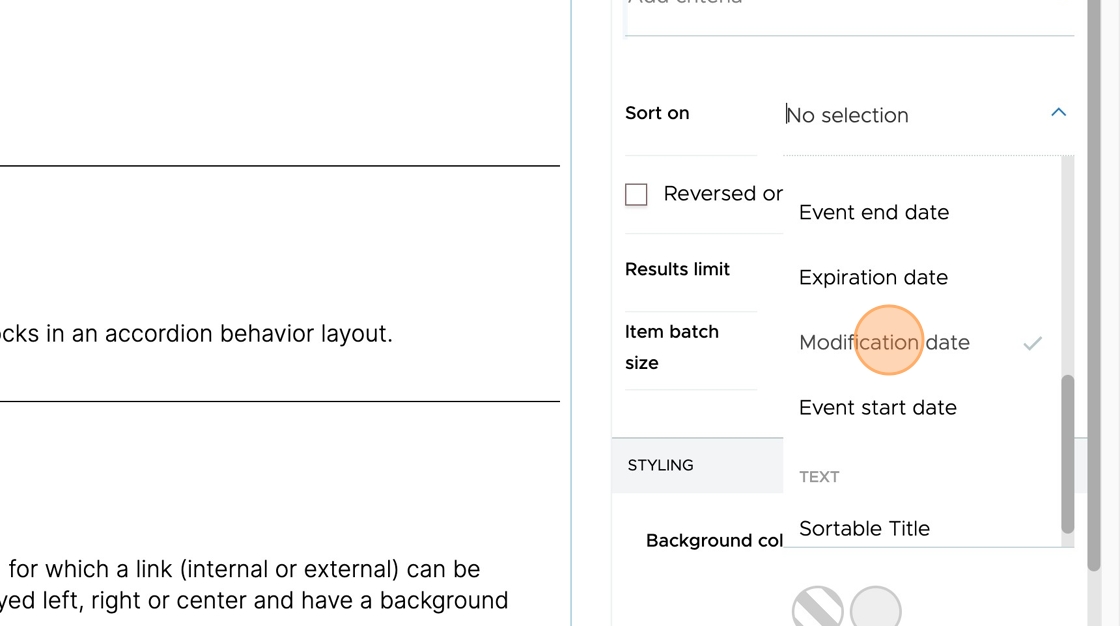 Add criteria
Sort on
No selection
Reversed or
Event end date
Results limit
Expiration date
Item batch
size
Modification date
Event start date
ocks in an accordion behavior layout.
STYLING
TEXT
Sortable Title
Background col
for which a link (internal or external) can be
yed left, right or center and have a background